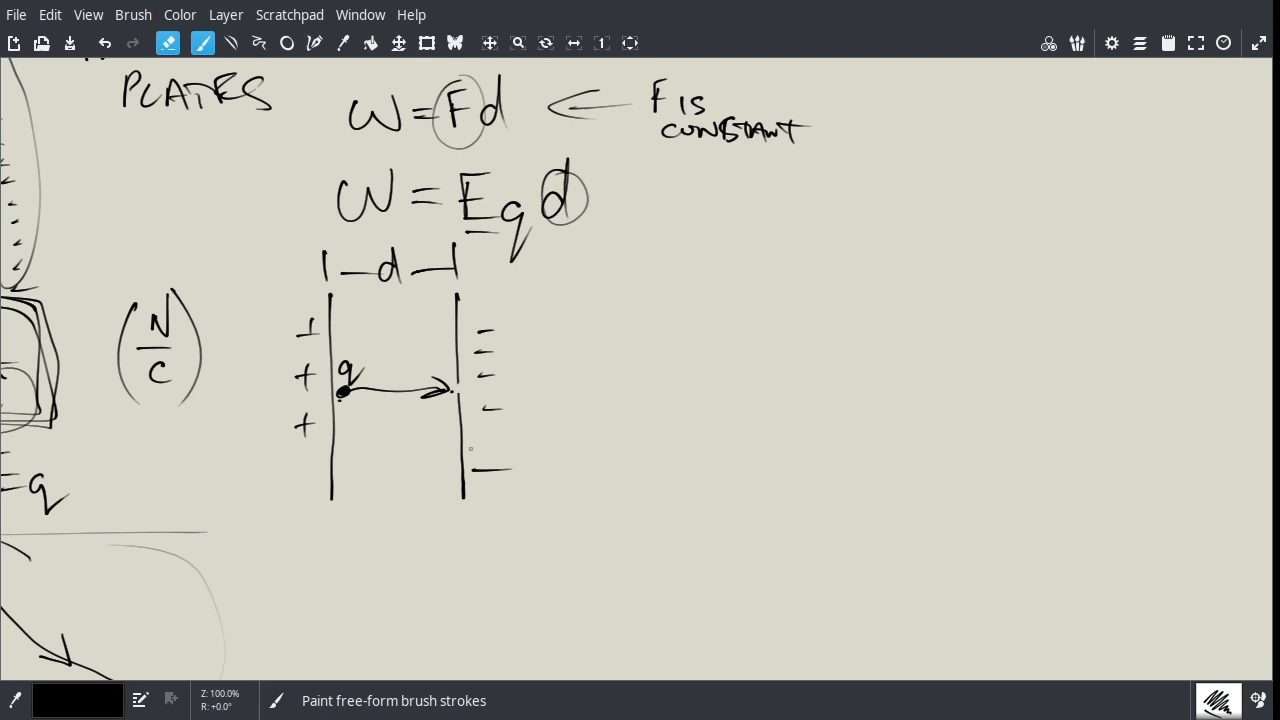 File Edit View Brush Color Layer Scratchpad Window Help
PLATES
W = Fd
F IS
CONSTANT
W = Eqd
d
N
C
q
+
+
+
= q
Z: 100.0%
R: +0.0°
Paint free-form brush strokes